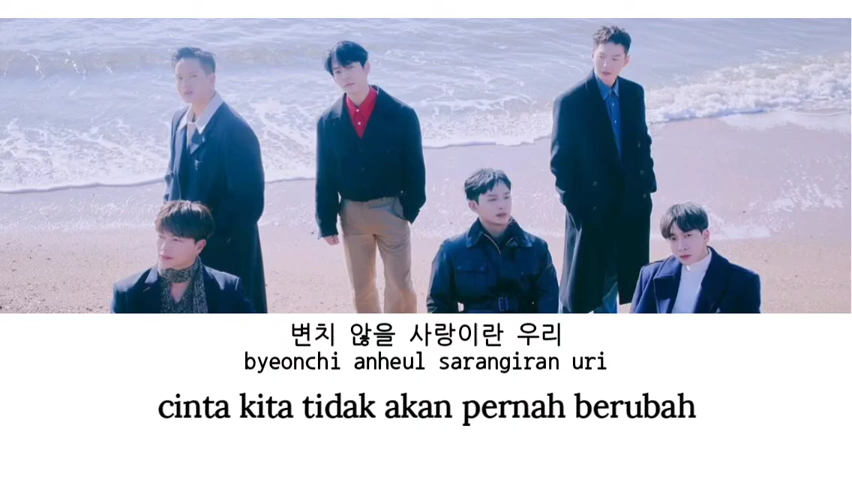 변치 않을 사랑이란 우리
byeonchi anheul sarangiran uri
cinta kita tidak akan pernah berubah